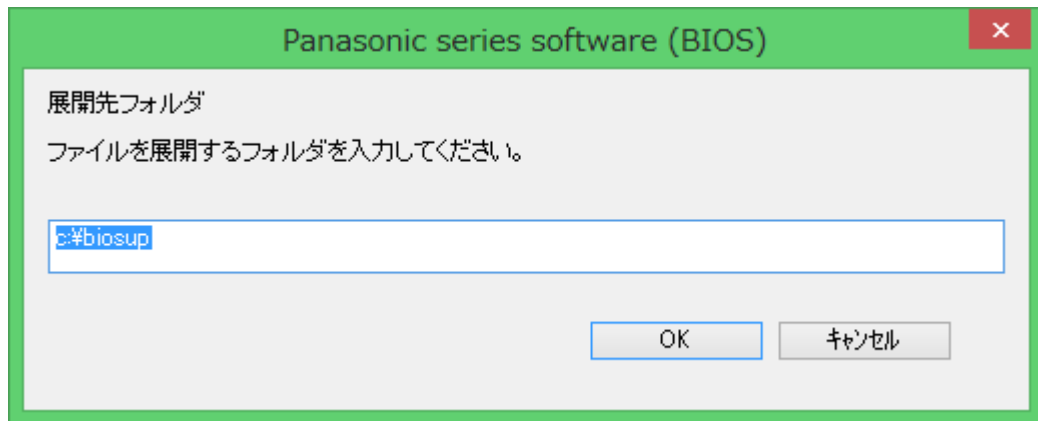 Panasonic series software (BIOS)
展開先フォルダ
ファイルを展開するフォルダを入力してください。
c:¥biosup
OK
キャンセル